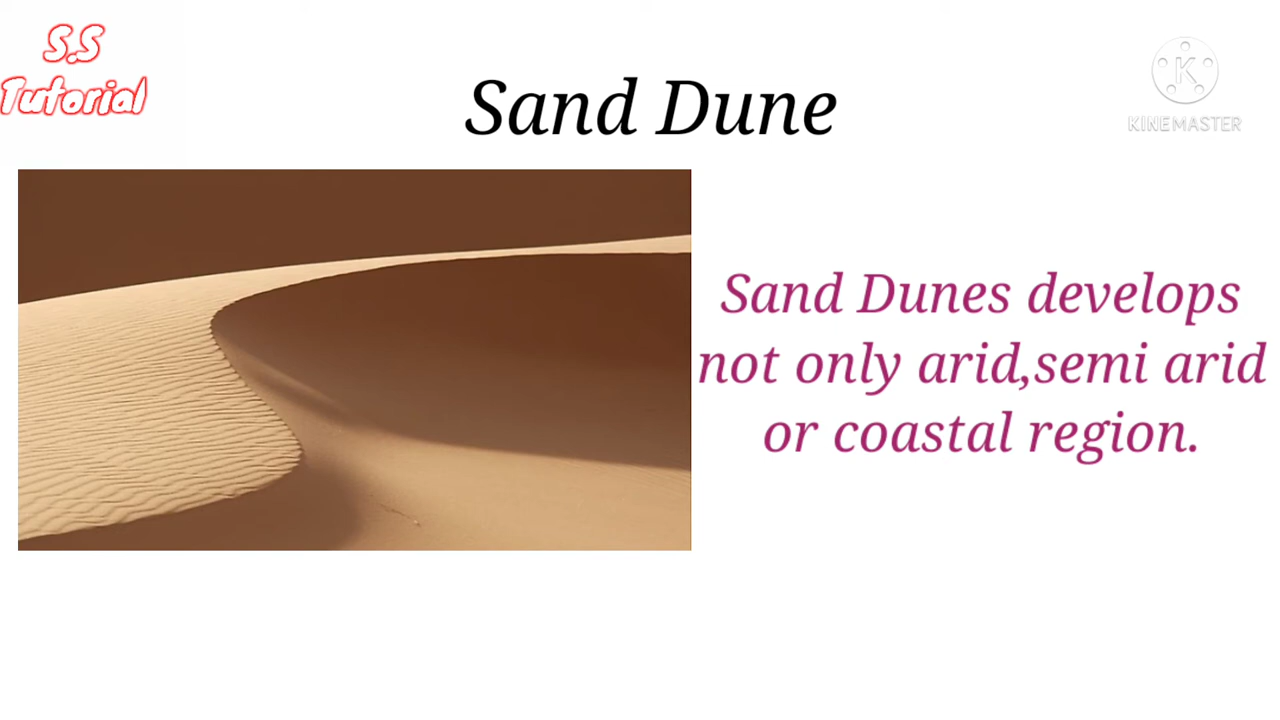 S.S
Tutorial
K
KINEMASTER
Sand Dune
Sand Dunes develops
not only arid,semi arid
or coastal region.